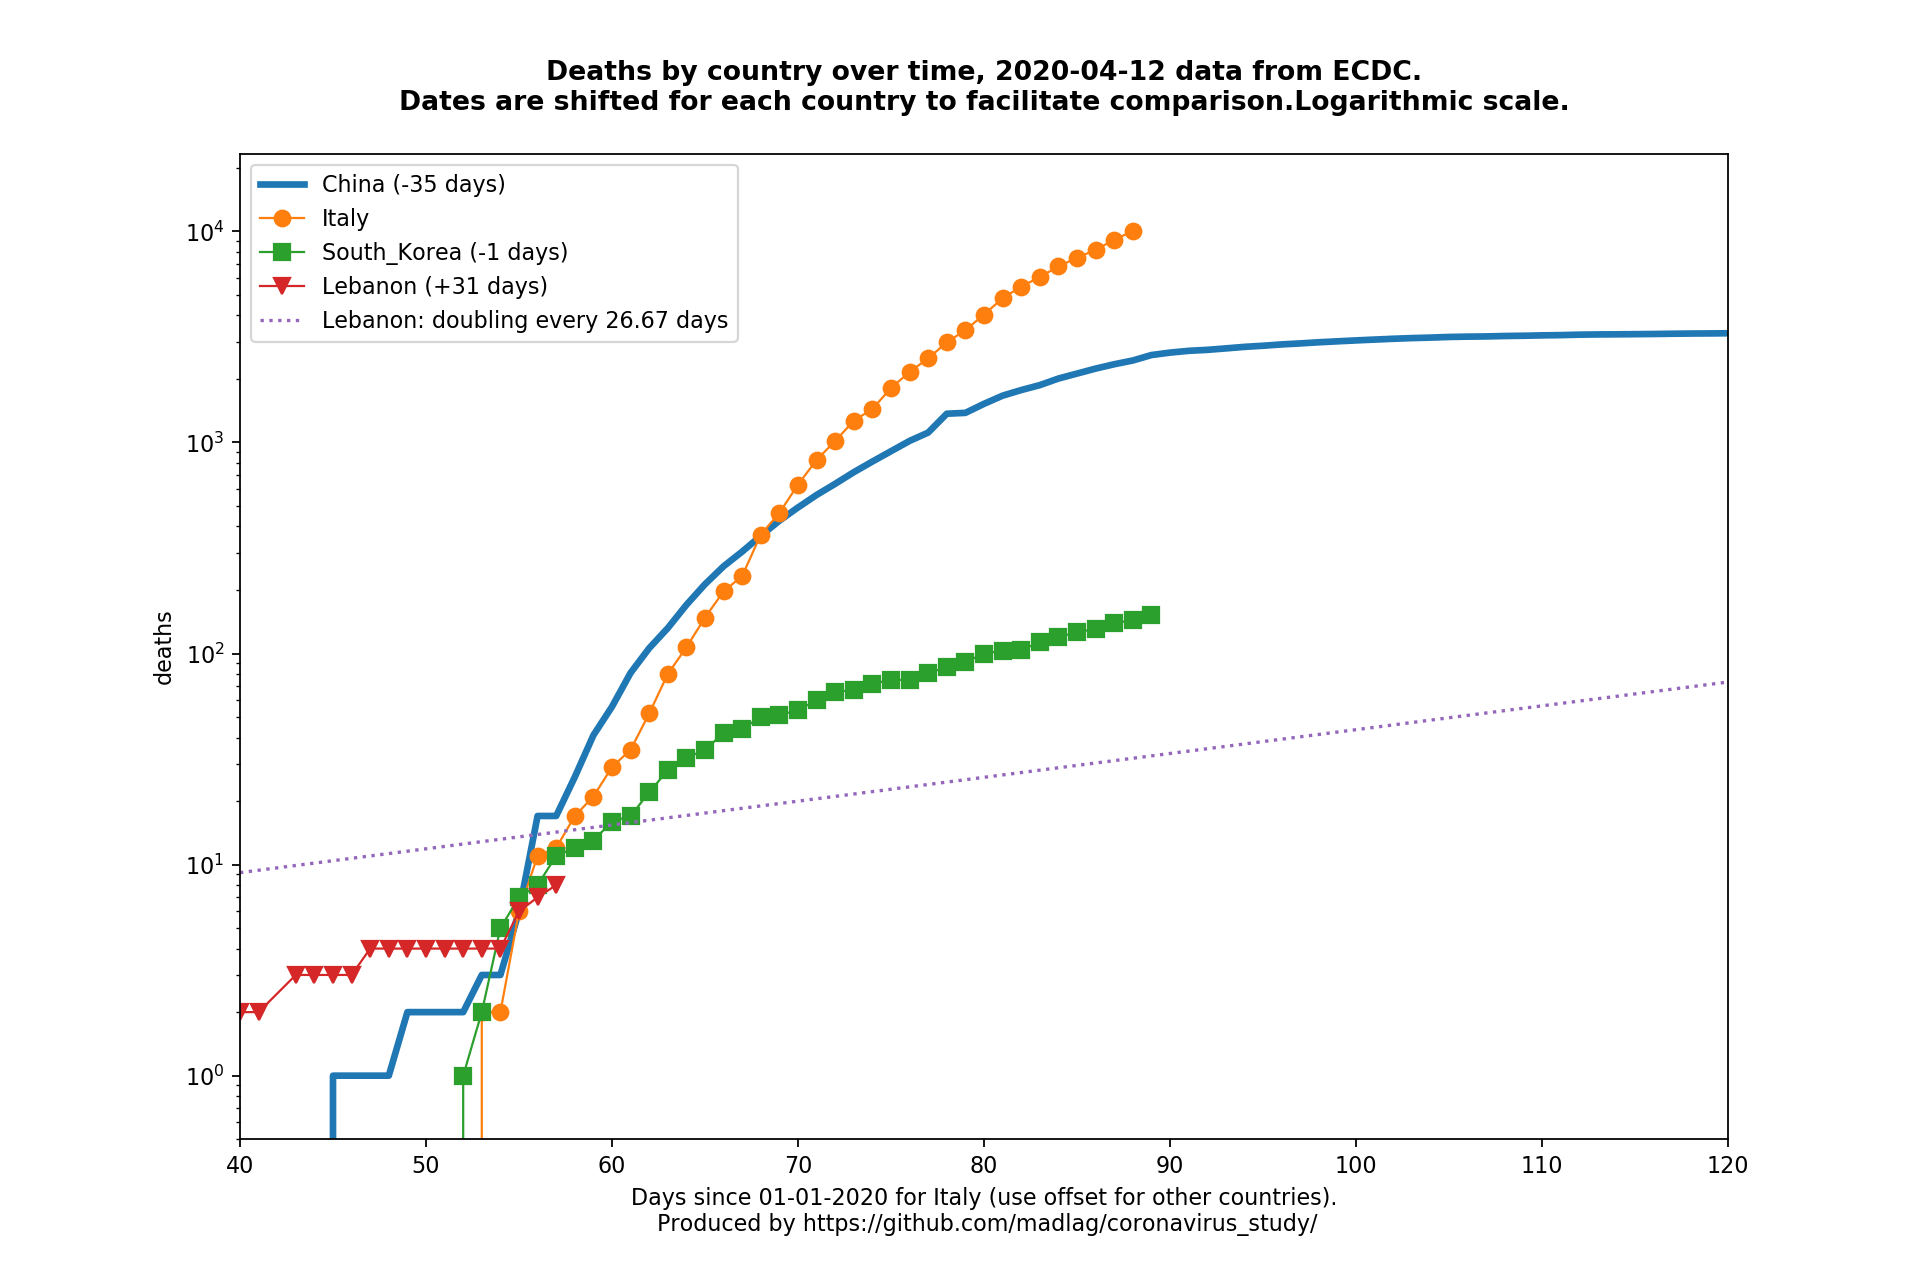 Deaths by country over time, 2020-04-12 data from ECDC.
Dates are shifted for each country to facilitate comparison.Logarithmic scale.
China (-35 days)
Italy
South_Korea (-1 days)
Lebanon (+31 days)
Lebanon: doubling every 26.67 days
10⁴
10³
10²
10¹
10⁰
deaths
40 50 60 70 80 90 100 110 120
Days since 01-01-2020 for Italy (use offset for other countries).
Produced by https://github.com/madlag/coronavirus_study/